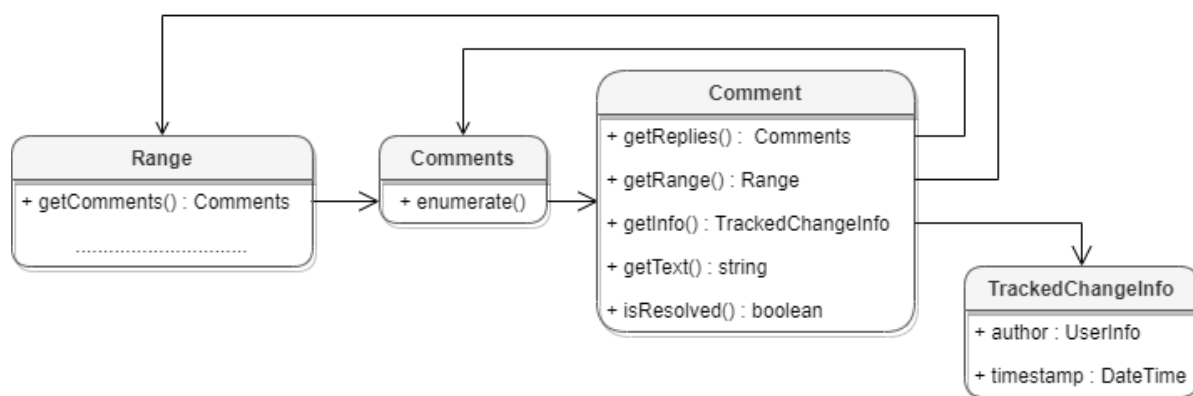 Range
+ getComments() : Comments
Comments
+ enumerate()
Comment
+ getReplies() :  Comments
+ getRange() : Range
+ getInfo() : TrackedChangeInfo
+ getText() : string
+ isResolved() : boolean
TrackedChangeInfo
+ author : UserInfo
+ timestamp : DateTime